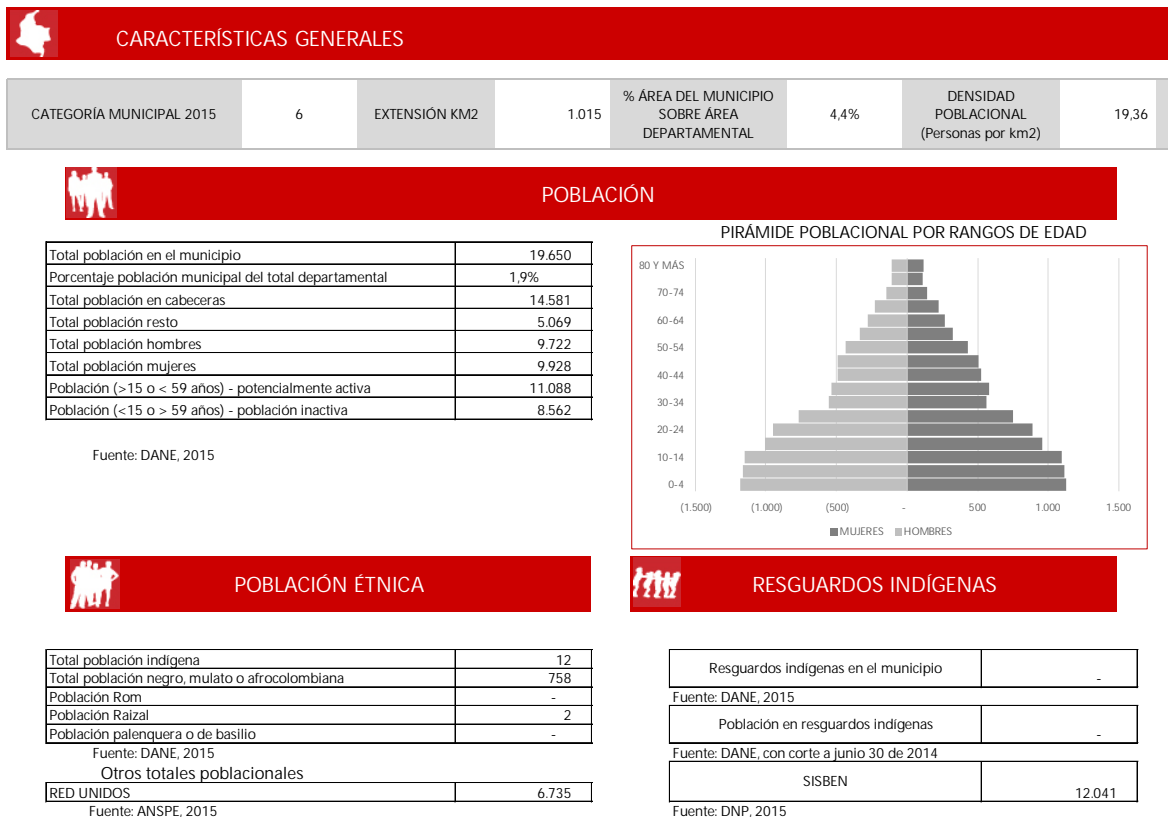 CARACTERÍSTICAS GENERALES
CATEGORÍA MUNICIPAL 2015 6 EXTENSIÓN KM2 1.015 % ÁREA DEL MUNICIPIO SOBRE ÁREA DEPARTAMENTAL 4,4% DENSIDAD POBLACIONAL (Personas por km2) 19,36
POBLACIÓN
Total población en el municipio 19.650
Porcentaje población municipal del total departamental 1,9%
Total población en cabeceras 14.581
Total población resto 5.069
Total población hombres 9.722
Total población mujeres 9.928
Población (>15 o < 59 años) - potencialmente activa 11.088
Población (<15 o > 59 años) - población inactiva 8.562
Fuente: DANE, 2015
PIRÁMIDE POBLACIONAL POR RANGOS DE EDAD
80 Y MÁS
70-74
60-64
50-54
40-44
30-34
20-24
10-14
0-4
(1.500) (1.000) (500) - 500 1.000 1.500
MUJERES HOMBRES
POBLACIÓN ÉTNICA
Total población indígena 12
Total población negro, mulato o afrocolombiana 758
Población Rom -
Población Raizal 2
Población palenquera o de basilio -
Fuente: DANE, 2015
Otros totales poblacionales
RED UNIDOS 6.735
Fuente: ANSPE, 2015
RESGUARDOS INDÍGENAS
Resguardos indígenas en el municipio -
Fuente: DANE, 2015
Población en resguardos indígenas -
Fuente: DANE, con corte a junio 30 de 2014
SISBEN 12.041
Fuente: DNP, 2015